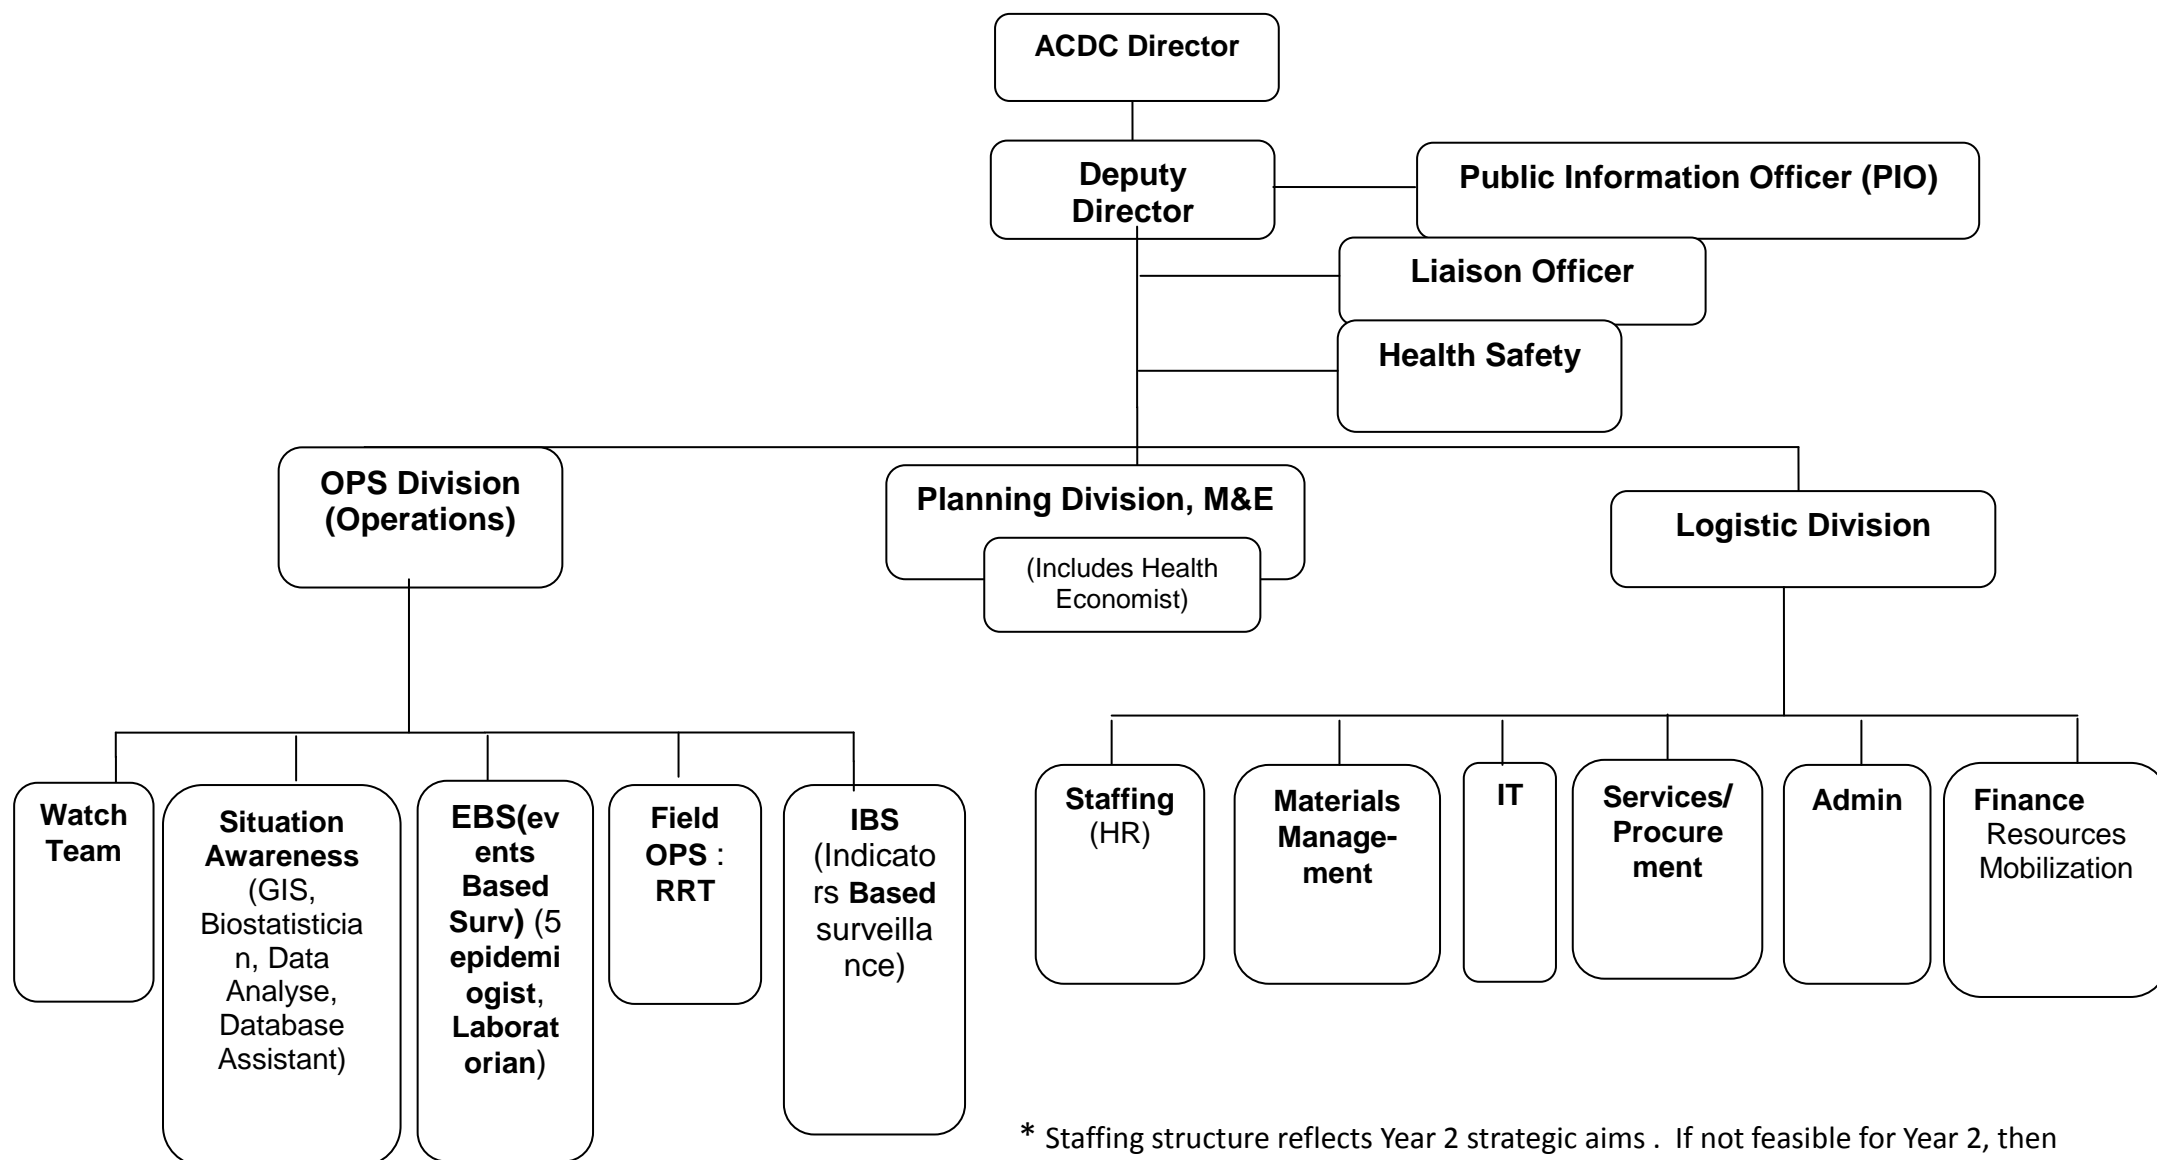 ACDC Director
Deputy
Director
Public Information Officer (PIO)
Liaison Officer
Health Safety
OPS Division
(Operations)
Planning Division, M&E
(Includes Health
Economist)
Logistic Division
Watch
Team
Situation
Awareness
(GIS,
Biostatisticia
n, Data
Analyse,
Database
Assistant)
EBS(ev
ents
Based
Surv) (5
epidemi
ogist,
Laborat
orian)
Field
OPS :
RRT
IBS
(Indicato
rs Based
surveilla
nce)
Staffing
(HR)
Materials
Manage-
ment
IT
Services/
Procure
ment
Admin
Finance
Resources
Mobilization
* Staffing structure reflects Year 2 strategic aims . If not feasible for Year 2, then